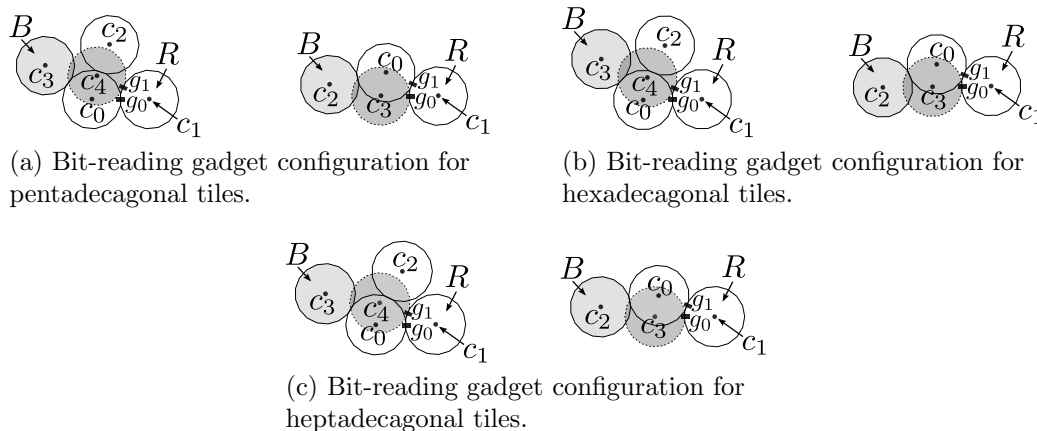 B c₂ R
c₃ c₄ g₁
c₀ g₀
c₁
R
c₀
c₂ c₃ g₁
g₀
c₁
B c₂ R
c₃ c₄ g₁
c₀ g₀
c₁
R
c₀
c₂ c₃ g₁
g₀
c₁
(a) Bit-reading gadget configuration for
pentadecagonal tiles.
(b) Bit-reading gadget configuration for
hexadecagonal tiles.
B c₂ R
c₃ c₄ g₁
c₀ g₀
c₁
B c₀ R
c₂ c₃ g₁
g₀
c₁
(c) Bit-reading gadget configuration for
heptadecagonal tiles.